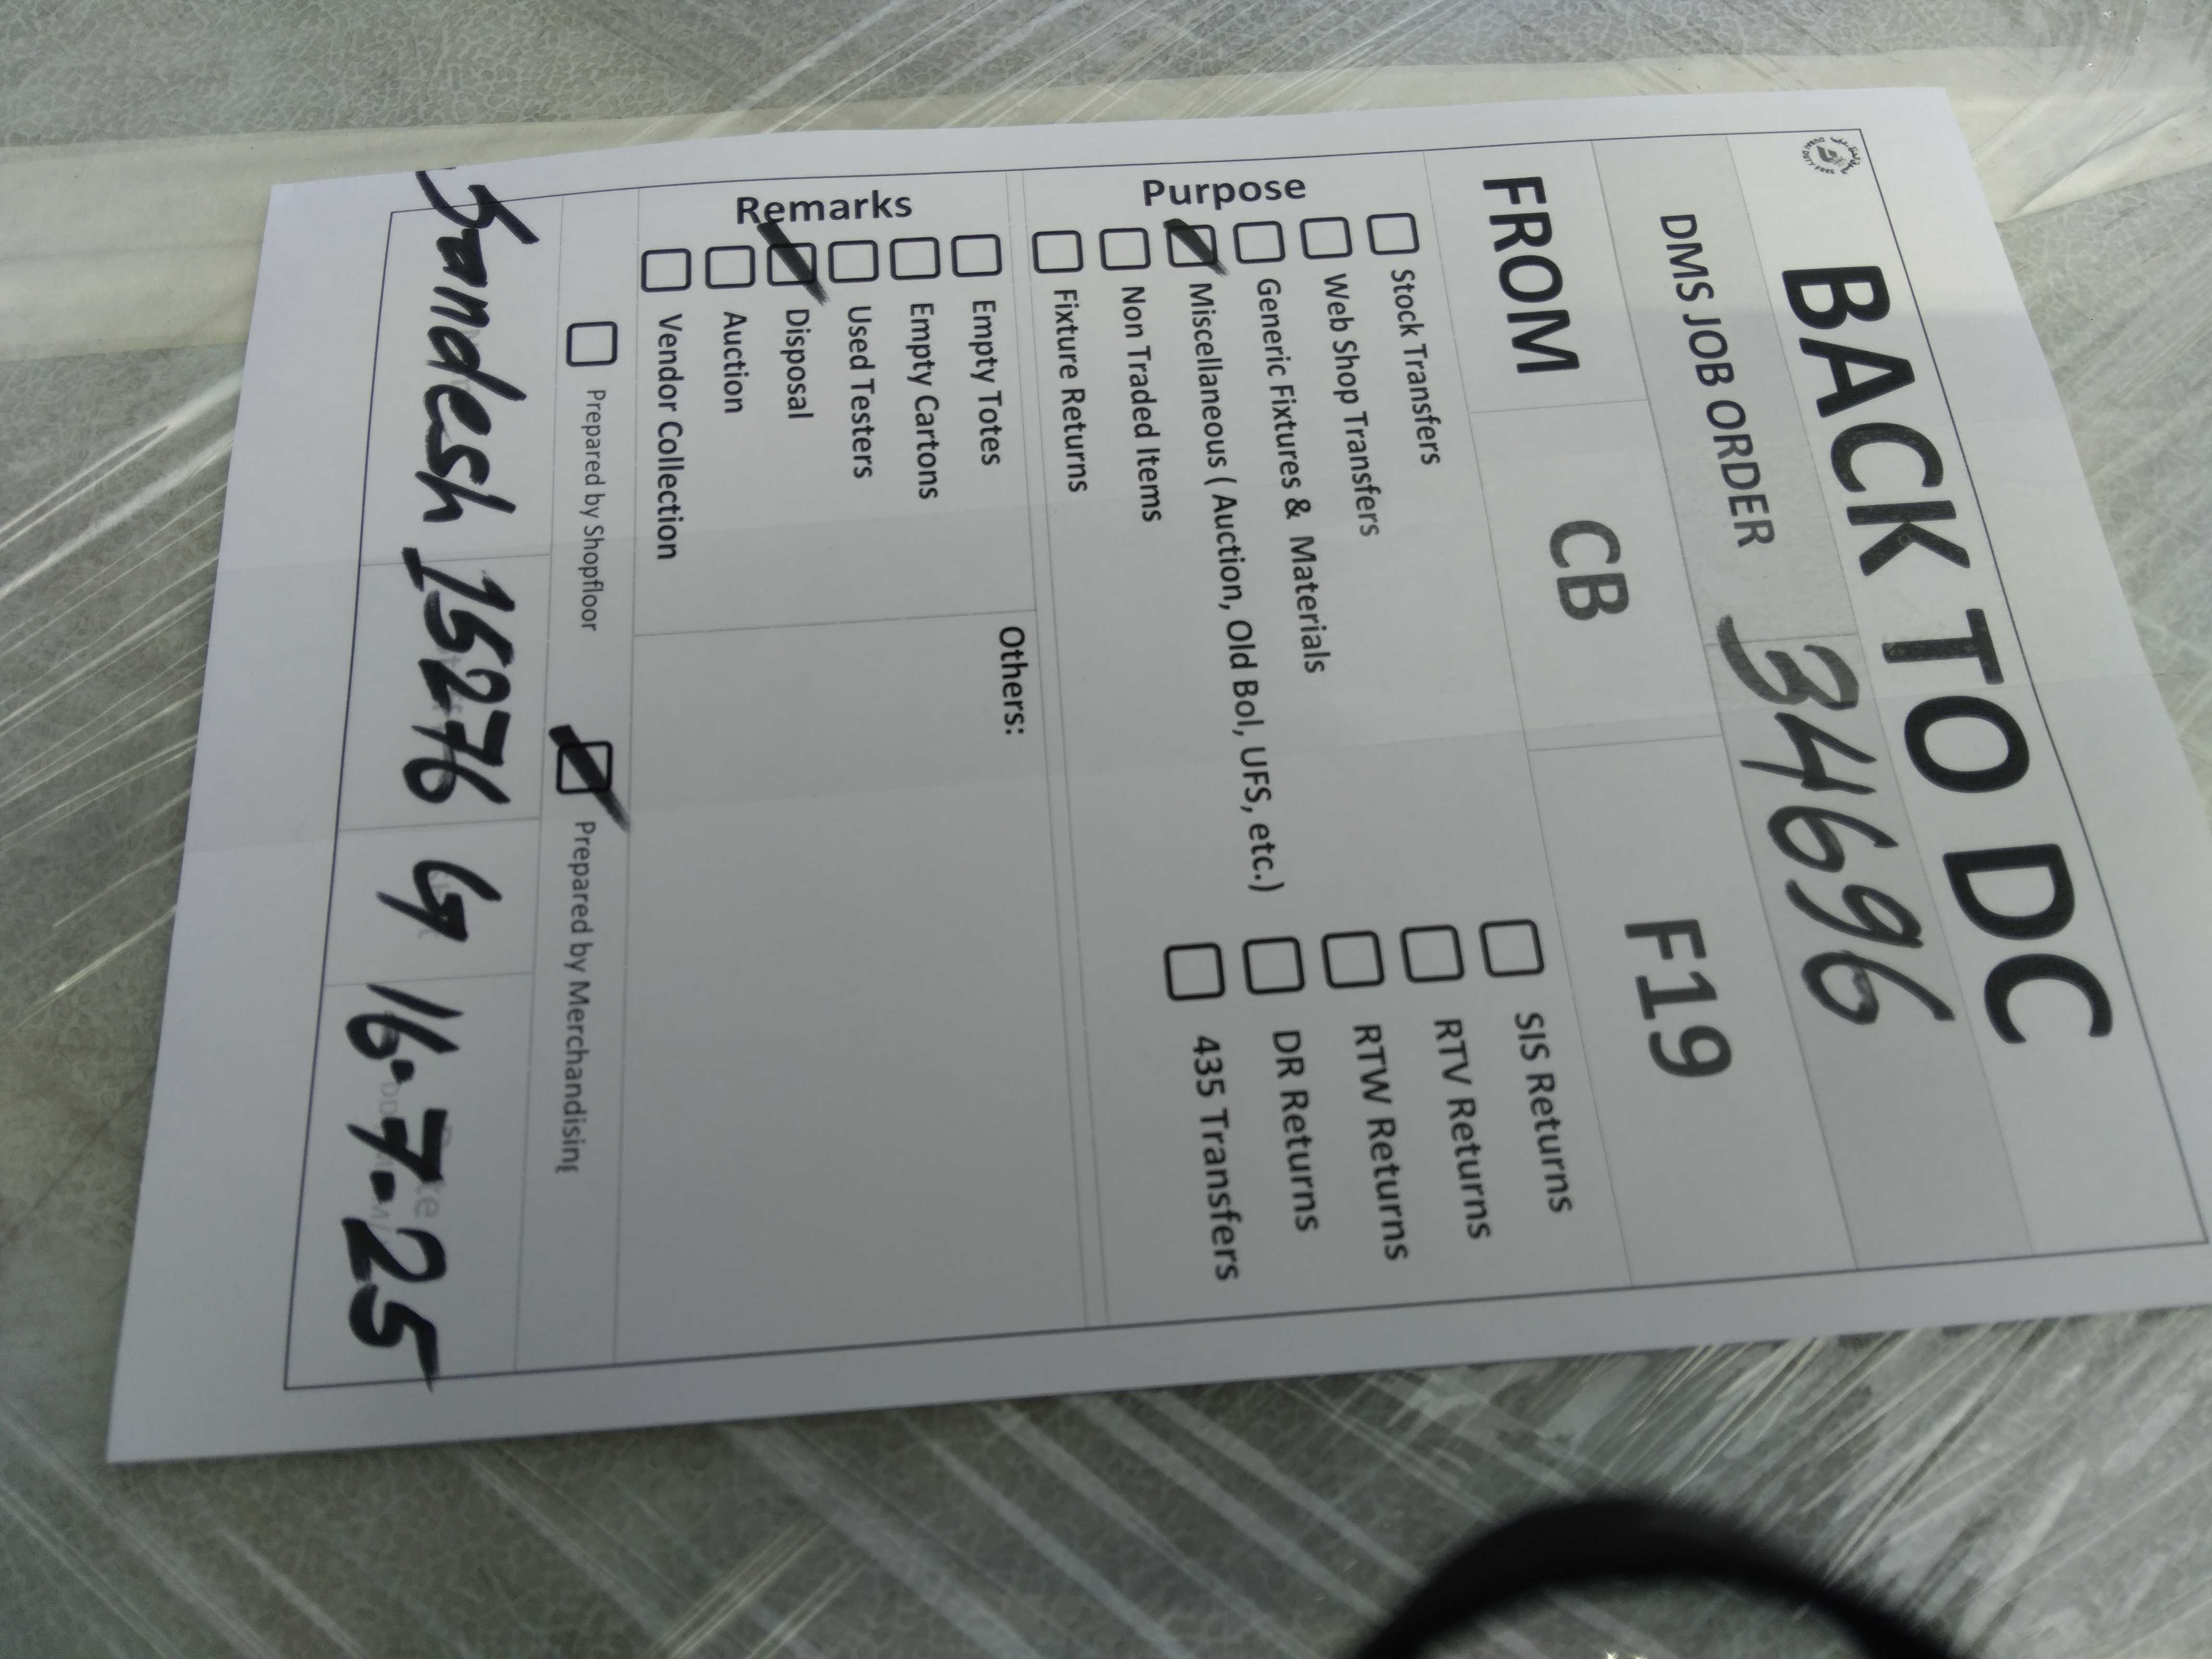 BACK TO DC
DMS JOB ORDER 34696
FROM CB F19
Purpose
Stock Transfers
Web Shop Transfers
Generic Fixtures & Materials
Miscellaneous ( Auction, Old Bol, UFS, etc.)
Non Traded Items
Fixture Returns
SIS Returns
RTV Returns
RTW Returns
DR Returns
435 Transfers
Remarks
Empty Totes
Empty Cartons
Used Testers
Disposal
Auction
Vendor Collection
Others:
Prepared by Shopfloor Prepared by Merchandising
Sandesh 15276 16-7-25